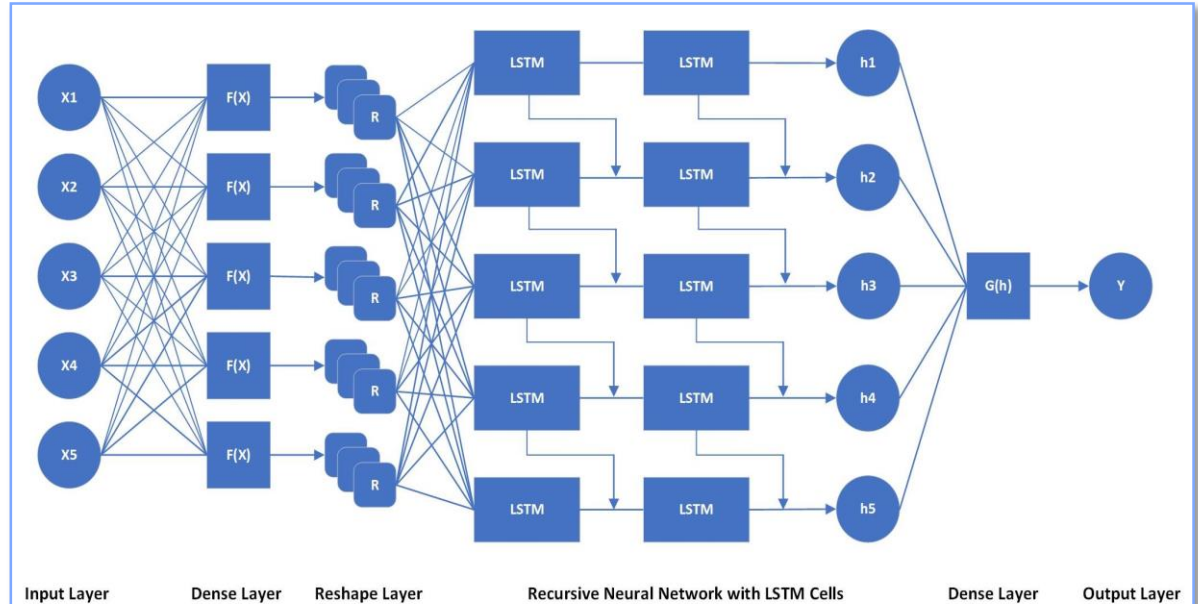 LSTM LSTM h1
X1 F(X) R
LSTM LSTM h2
X2 F(X) R
X3 F(X) R LSTM LSTM h3 G(h) Y
X4 F(X) R
LSTM LSTM h4
X5 F(X) R
LSTM LSTM h5
Input Layer Dense Layer Reshape Layer Recursive Neural Network with LSTM Cells Dense Layer Output Layer